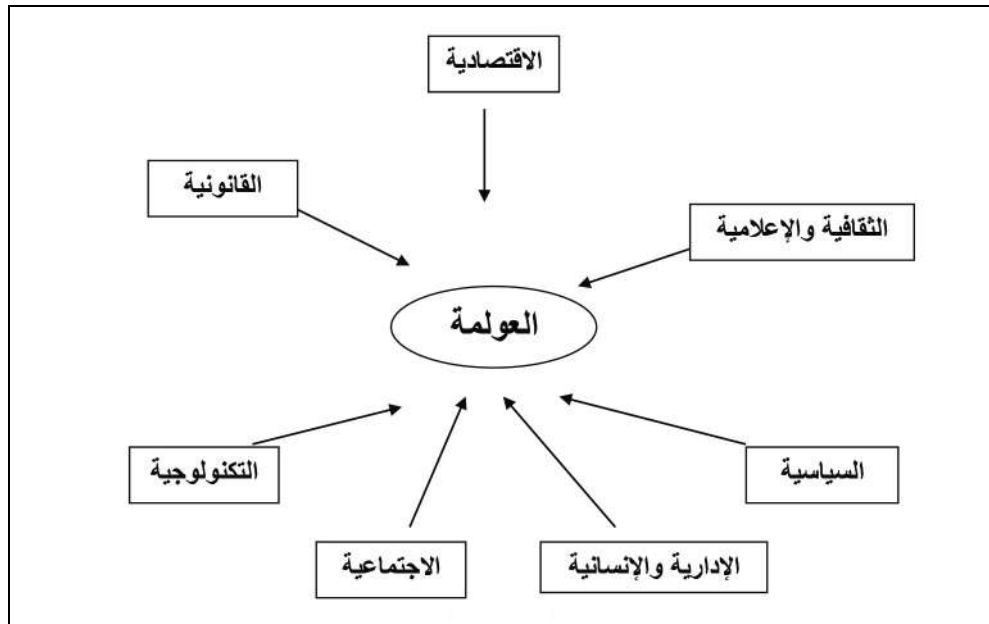 الاقتصادية
القانونية
الثقافية والإعلامية
العولمة
التكنولوجية
السياسية
الاجتماعية
الإدارية والإنسانية